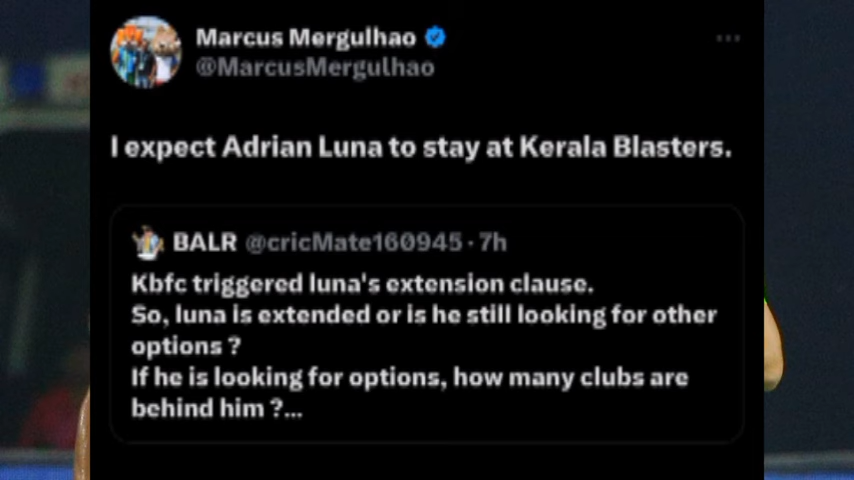 Marcus Mergulhao
@MarcusMergulhao
I expect Adrian Luna to stay at Kerala Blasters.
BALR @cricMate160945 · 7h
Kbfc triggered luna's extension clause.
So, luna is extended or is he still looking for other
options ?
If he is looking for options, how many clubs are
behind him ?...